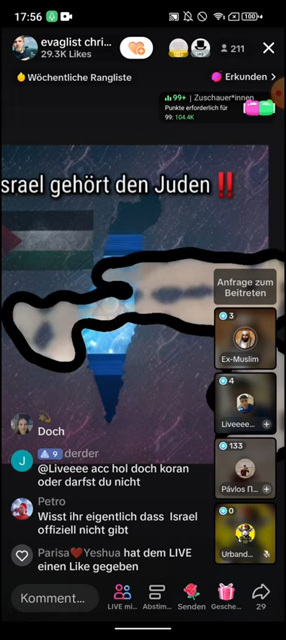 17:56
100+
evaglist chri...
29.3K Likes
211
Wöchentliche Rangliste
Erkunden >
99+ | Zuschauer*innen
Punkte erforderlich für
99: 104.4K
srael gehört den Juden ‼️
Anfrage zum
Beitreten
3
Ex-Muslim
4
Liveeee...
133
Pávlos Π...
0
Urband...
Doch
J
9 derder
@Liveeee acc hol doch koran
oder darfst du nicht
Petro
Wisst ihr eigentlich dass Israel
offiziell nicht gibt
Parisa❤️Yeshua hat dem LIVE
einen Like gegeben
Komment...
LIVE mi...
Abstim...
Senden
Gesche...
29